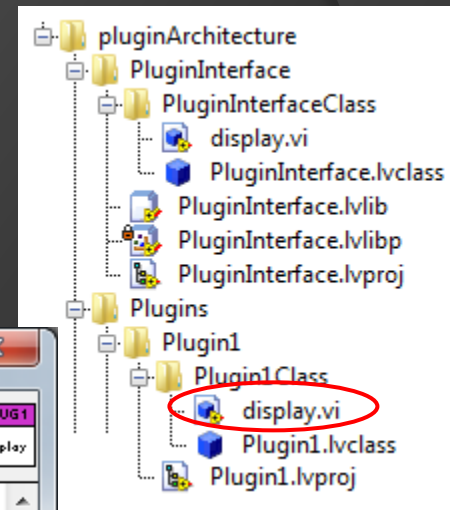 pluginArchitecture
PluginInterface
PluginInterfaceClass
display.vi
PluginInterface.lvclass
PluginInterface.lvlib
PluginInterface.lvlibp
PluginInterface.lvproj
Plugins
Plugin1
Plugin1Class
display.vi
Plugin1.lvclass
Plugin1.lvproj